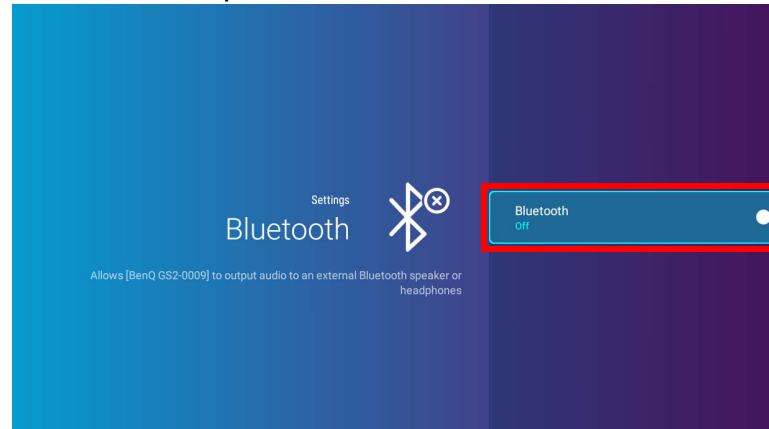 Settings
Bluetooth
Allows [BenQ GS2-0009] to output audio to an external Bluetooth speaker or
headphones
Bluetooth
Off